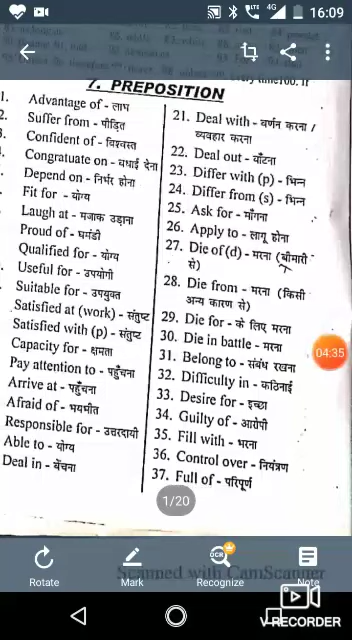 16:09
7. PREPOSITION
1. Advantage of - लाभ
2. Suffer from - पीड़ित
Confident of - विश्वस्त
Congratuate on - बधाई देना
Depend on - निर्भर होना
Fit for - योग्य
Laugh at - मजाक उड़ाना
Proud of - घमंडी
Qualified for - योग्य
Useful for - उपयोगी
Suitable for - उपयुक्त
Satisfied at (work) - संतुष्ट
Satisfied with (p) - संतुष्ट
Capacity for - क्षमता
Pay attention to - पहुँचना
Arrive at - पहुँचना
Afraid of - भयभीत
Responsible for - उत्तरदायी
Able to - योग्य
Deal in - बेंचना
21. Deal with - वर्णन करना /
व्यवहार करना
22. Deal out - बाँटना
23. Differ with (p) - भिन्न
24. Differ from (s) - भिन्न
25. Ask for - माँगना
26. Apply to - लागू होना
27. Die of (d) - मरना (बीमारी
से)
28. Die from - मरना (किसी
अन्य कारण से)
29. Die for - के लिए मरना
30. Die in battle - मरना
31. Belong to - संबंध रखना
32. Difficulty in - कठिनाई
33. Desire for - इच्छा
34. Guilty of - आरोपी
35. Fill with - भरना
36. Control over - नियंत्रण
37. Full of - परिपूर्ण
04:35
1/20
Scanned with CamScanner
Rotate Mark Recognize Note
OCR
V RECORDER